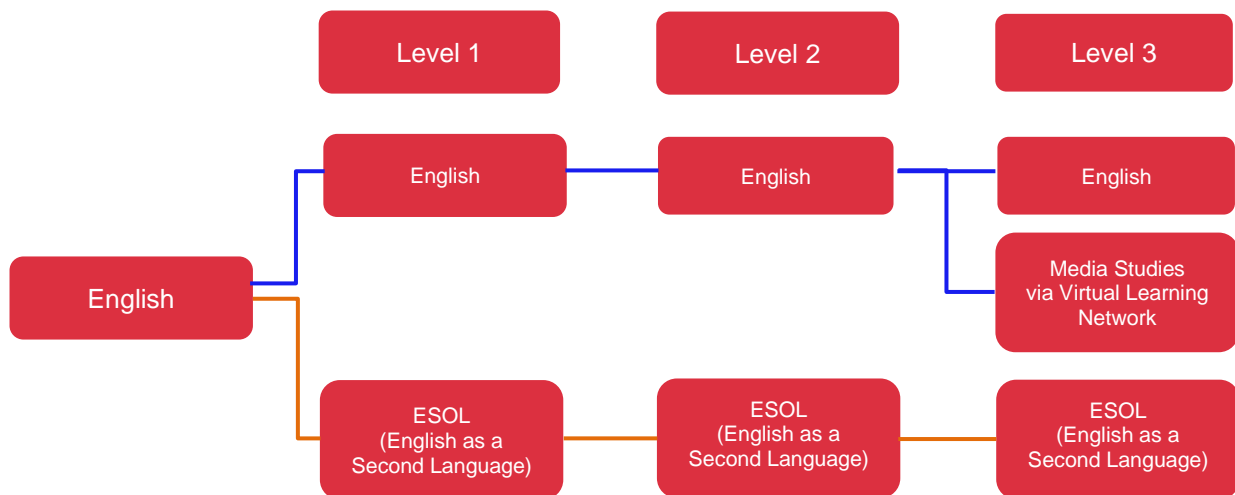 Level 1
Level 2
Level 3
English
English
English
English
Media Studies
via Virtual Learning
Network
ESOL
(English as a
Second Language)
ESOL
(English as a
Second Language)
ESOL
(English as a
Second Language)